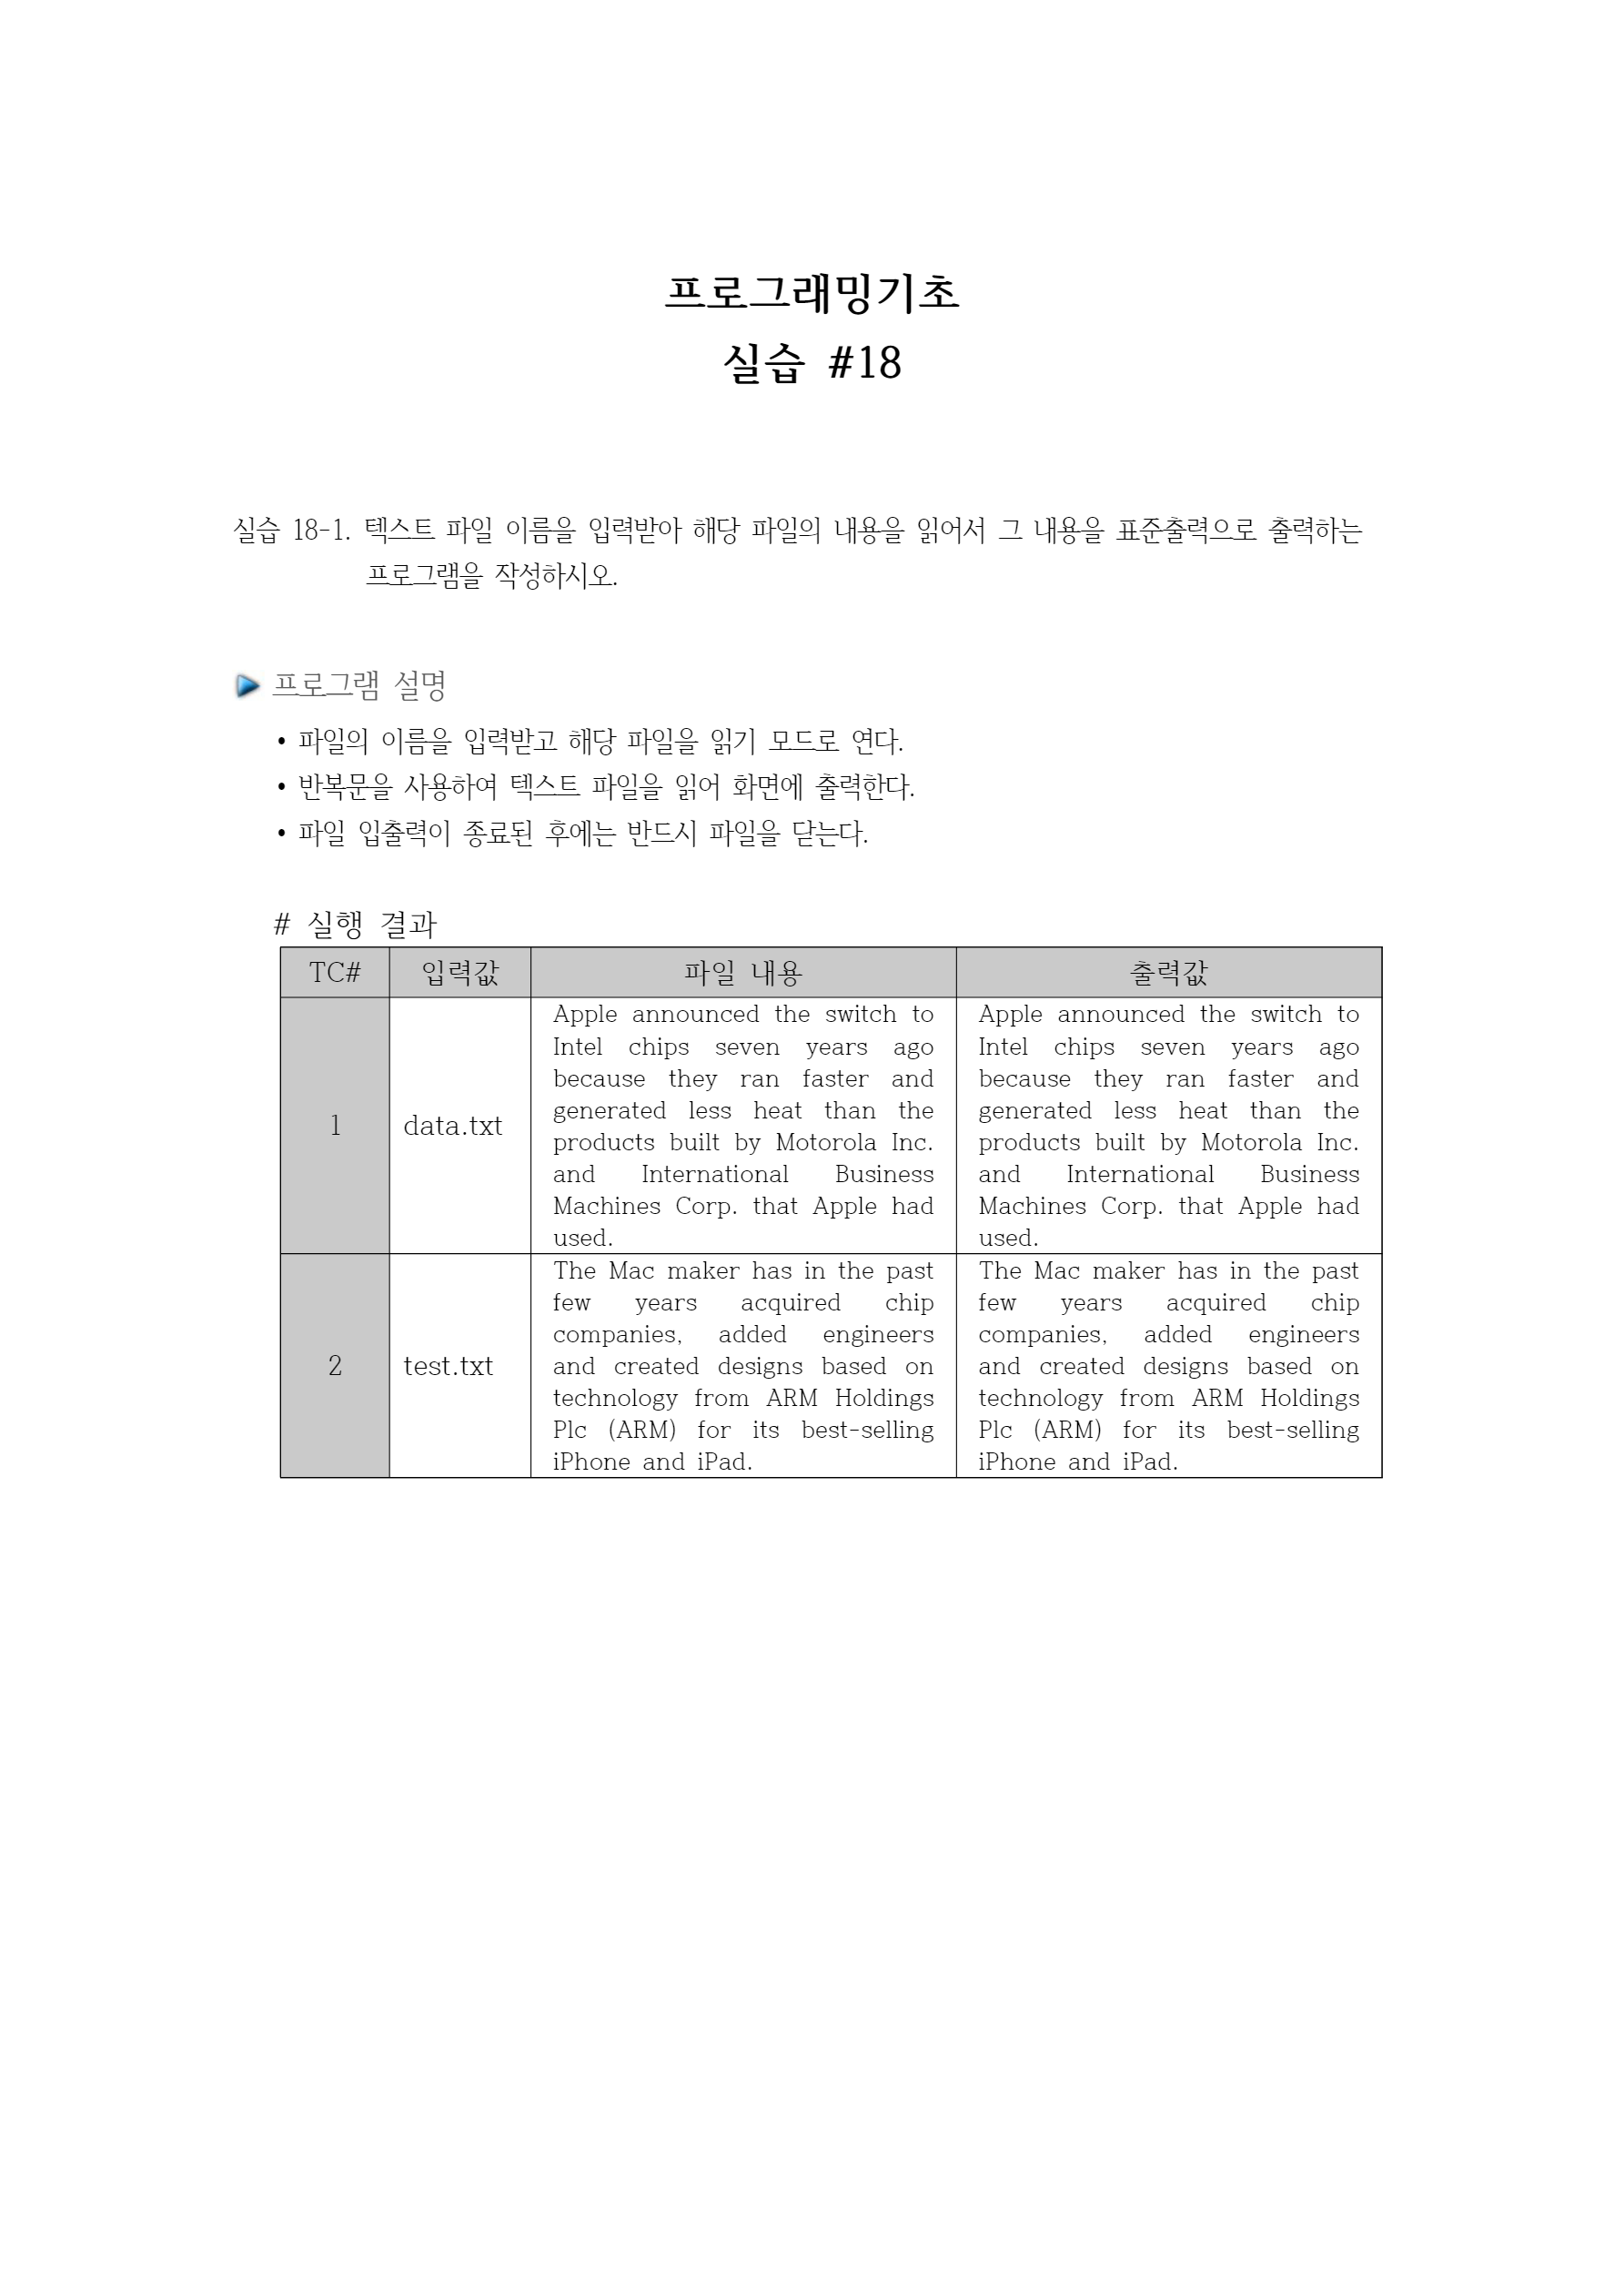 프로그래밍기초
실습 #18
실습 18-1. 텍스트 파일 이름을 입력받아 해당 파일의 내용을 읽어서 그 내용을 표준출력으로 출력하는
프로그램을 작성하시오.
프로그램 설명
• 파일의 이름을 입력받고 해당 파일을 읽기 모드로 연다.
• 반복문을 사용하여 텍스트 파일을 읽어 화면에 출력한다.
• 파일 입출력이 종료된 후에는 반드시 파일을 닫는다.
# 실행 결과
TC# 입력값 파일 내용 출력값
1 data.txt
Apple announced the switch to
Intel chips seven years ago
because they ran faster and
generated less heat than the
products built by Motorola Inc.
and International Business
Machines Corp. that Apple had
used.
Apple announced the switch to
Intel chips seven years ago
because they ran faster and
generated less heat than the
products built by Motorola Inc.
and International Business
Machines Corp. that Apple had
used.
2 test.txt
The Mac maker has in the past
few years acquired chip
companies, added engineers
and created designs based on
technology from ARM Holdings
Plc (ARM) for its best-selling
iPhone and iPad.
The Mac maker has in the past
few years acquired chip
companies, added engineers
and created designs based on
technology from ARM Holdings
Plc (ARM) for its best-selling
iPhone and iPad.